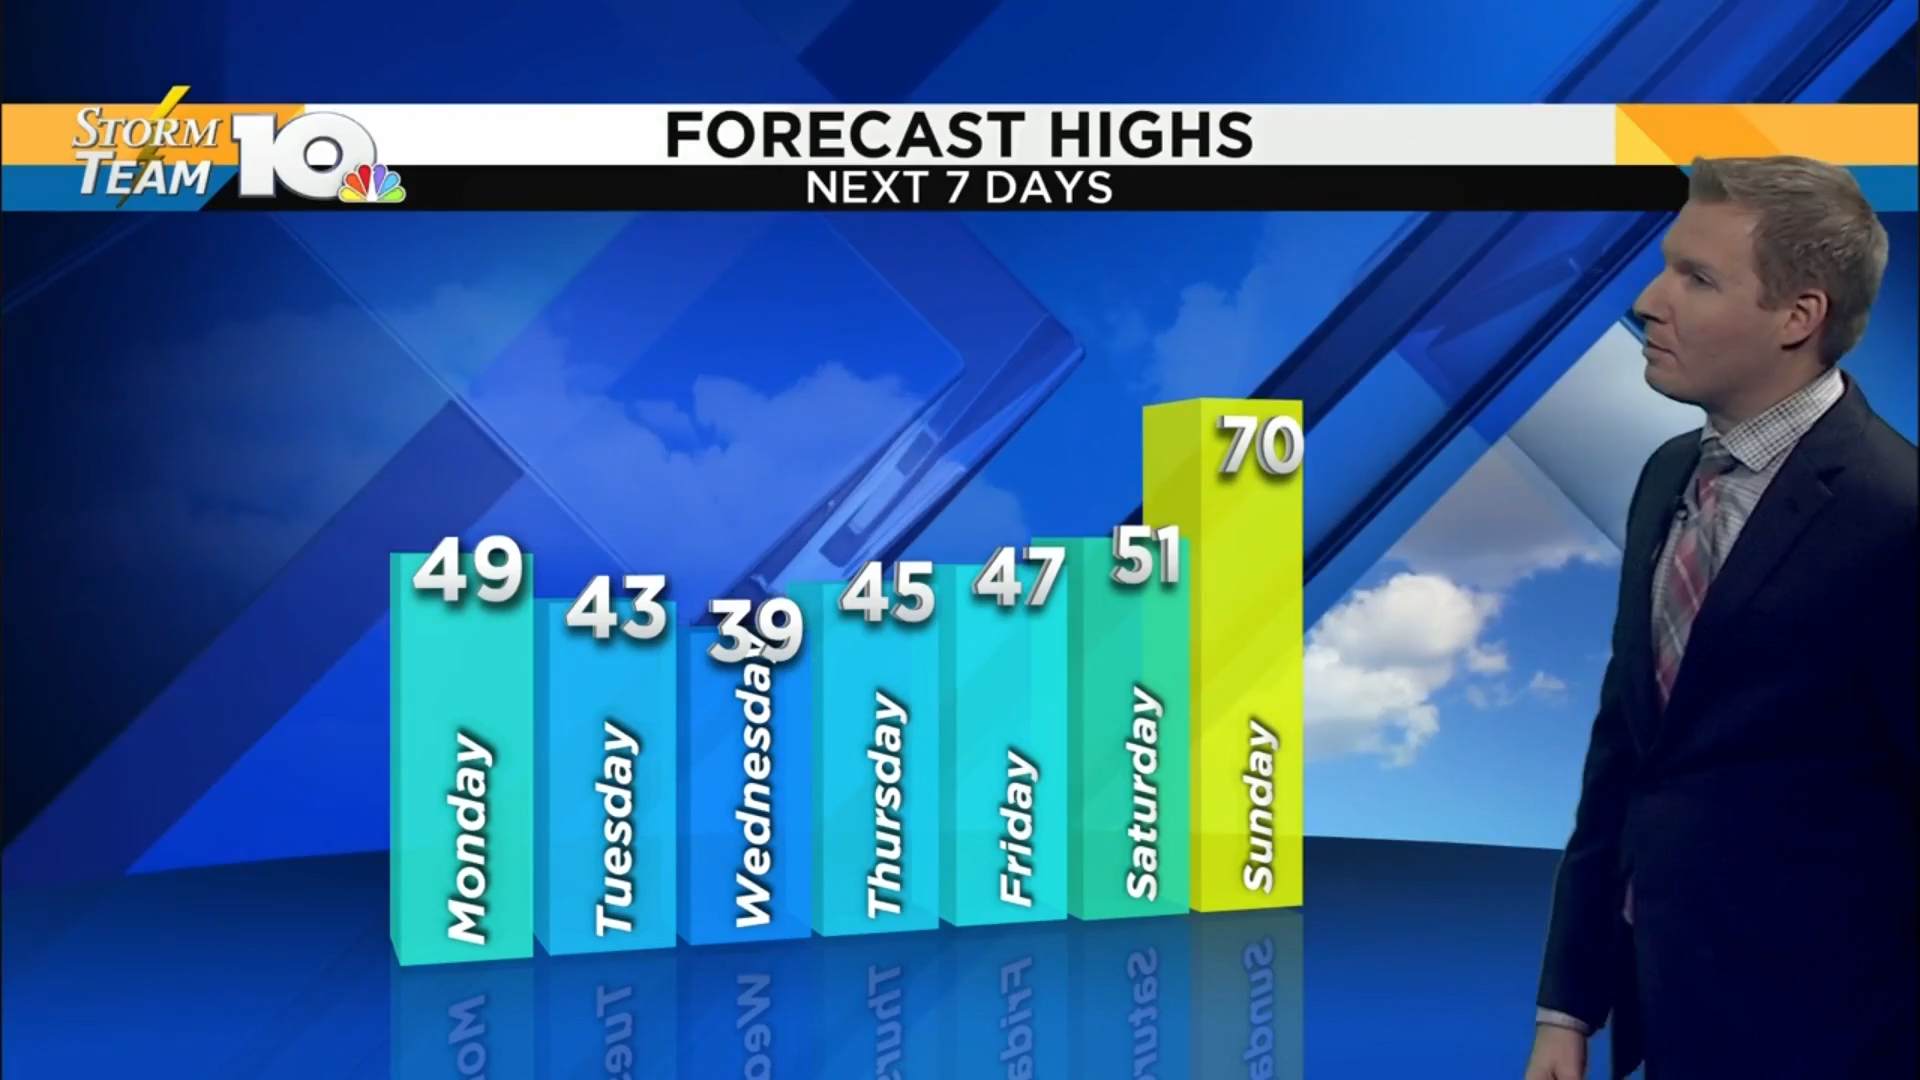 STORM
TEAM
10
FORECAST HIGHS
NEXT 7 DAYS
49
43
39
45
47
51
70
Monday
Tuesday
Wednesday
Thursday
Friday
Saturday
Sunday